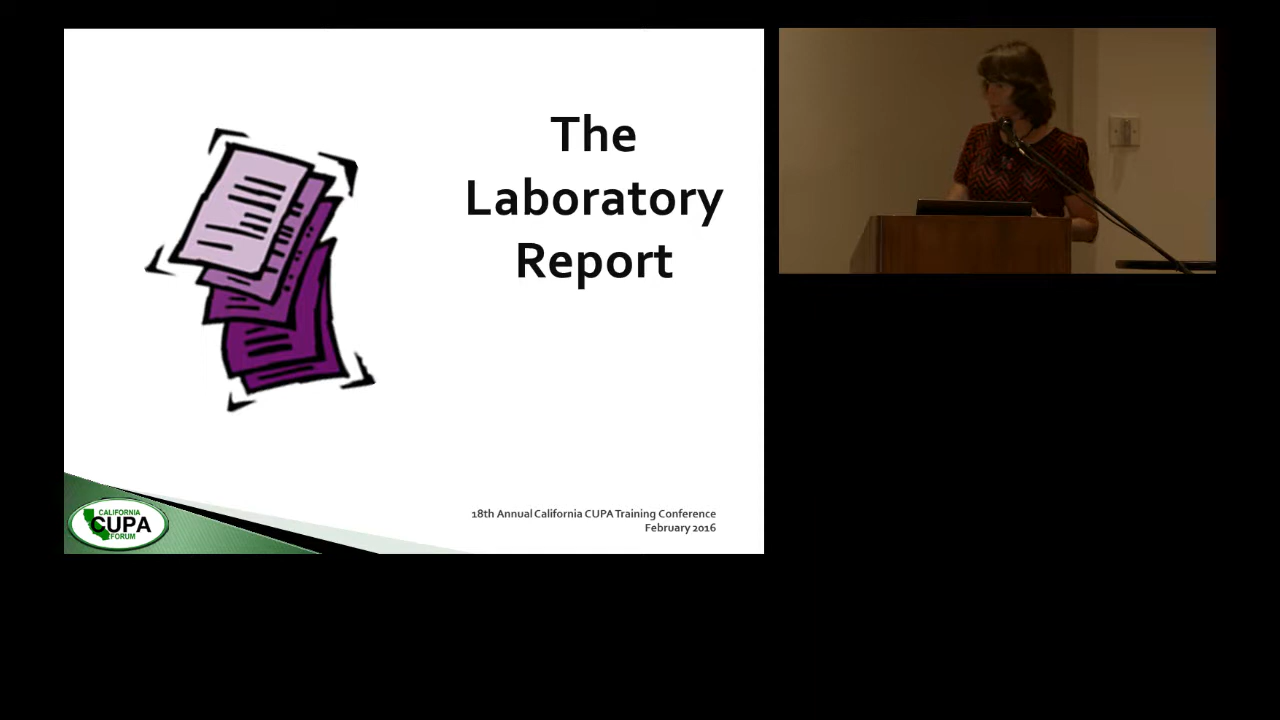 The
Laboratory
Report
18th Annual California CUPA Training Conference
February 2016
CALIFORNIA
CUPA
FORUM